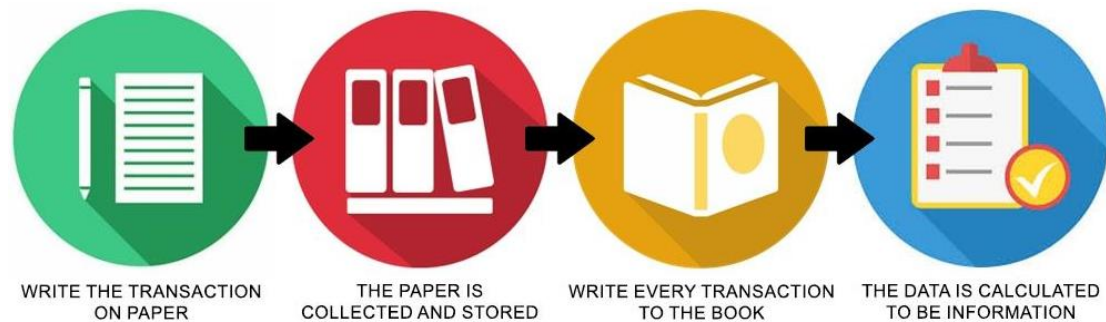 WRITE THE TRANSACTION
ON PAPER
THE PAPER IS
COLLECTED AND STORED
WRITE EVERY TRANSACTION
TO THE BOOK
THE DATA IS CALCULATED
TO BE INFORMATION